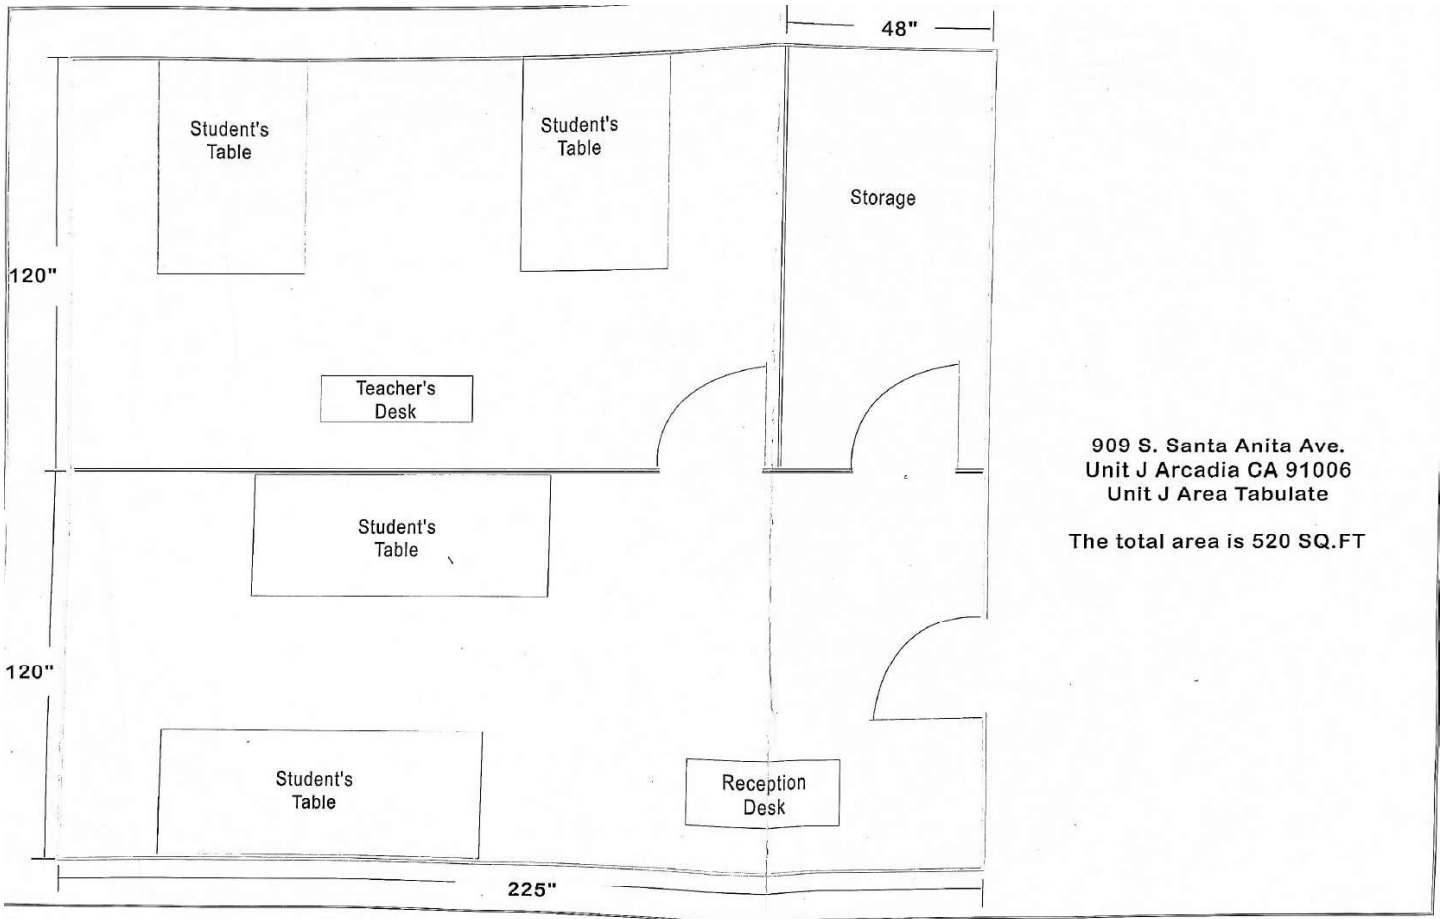 48"
Student's
Table
Student's
Table
Storage
120"
Teacher's
Desk
909 S. Santa Anita Ave.
Unit J Arcadia CA 91006
Unit J Area Tabulate
The total area is 520 SQ.FT
Student's
Table
120"
Student's
Table
Reception
Desk
225"